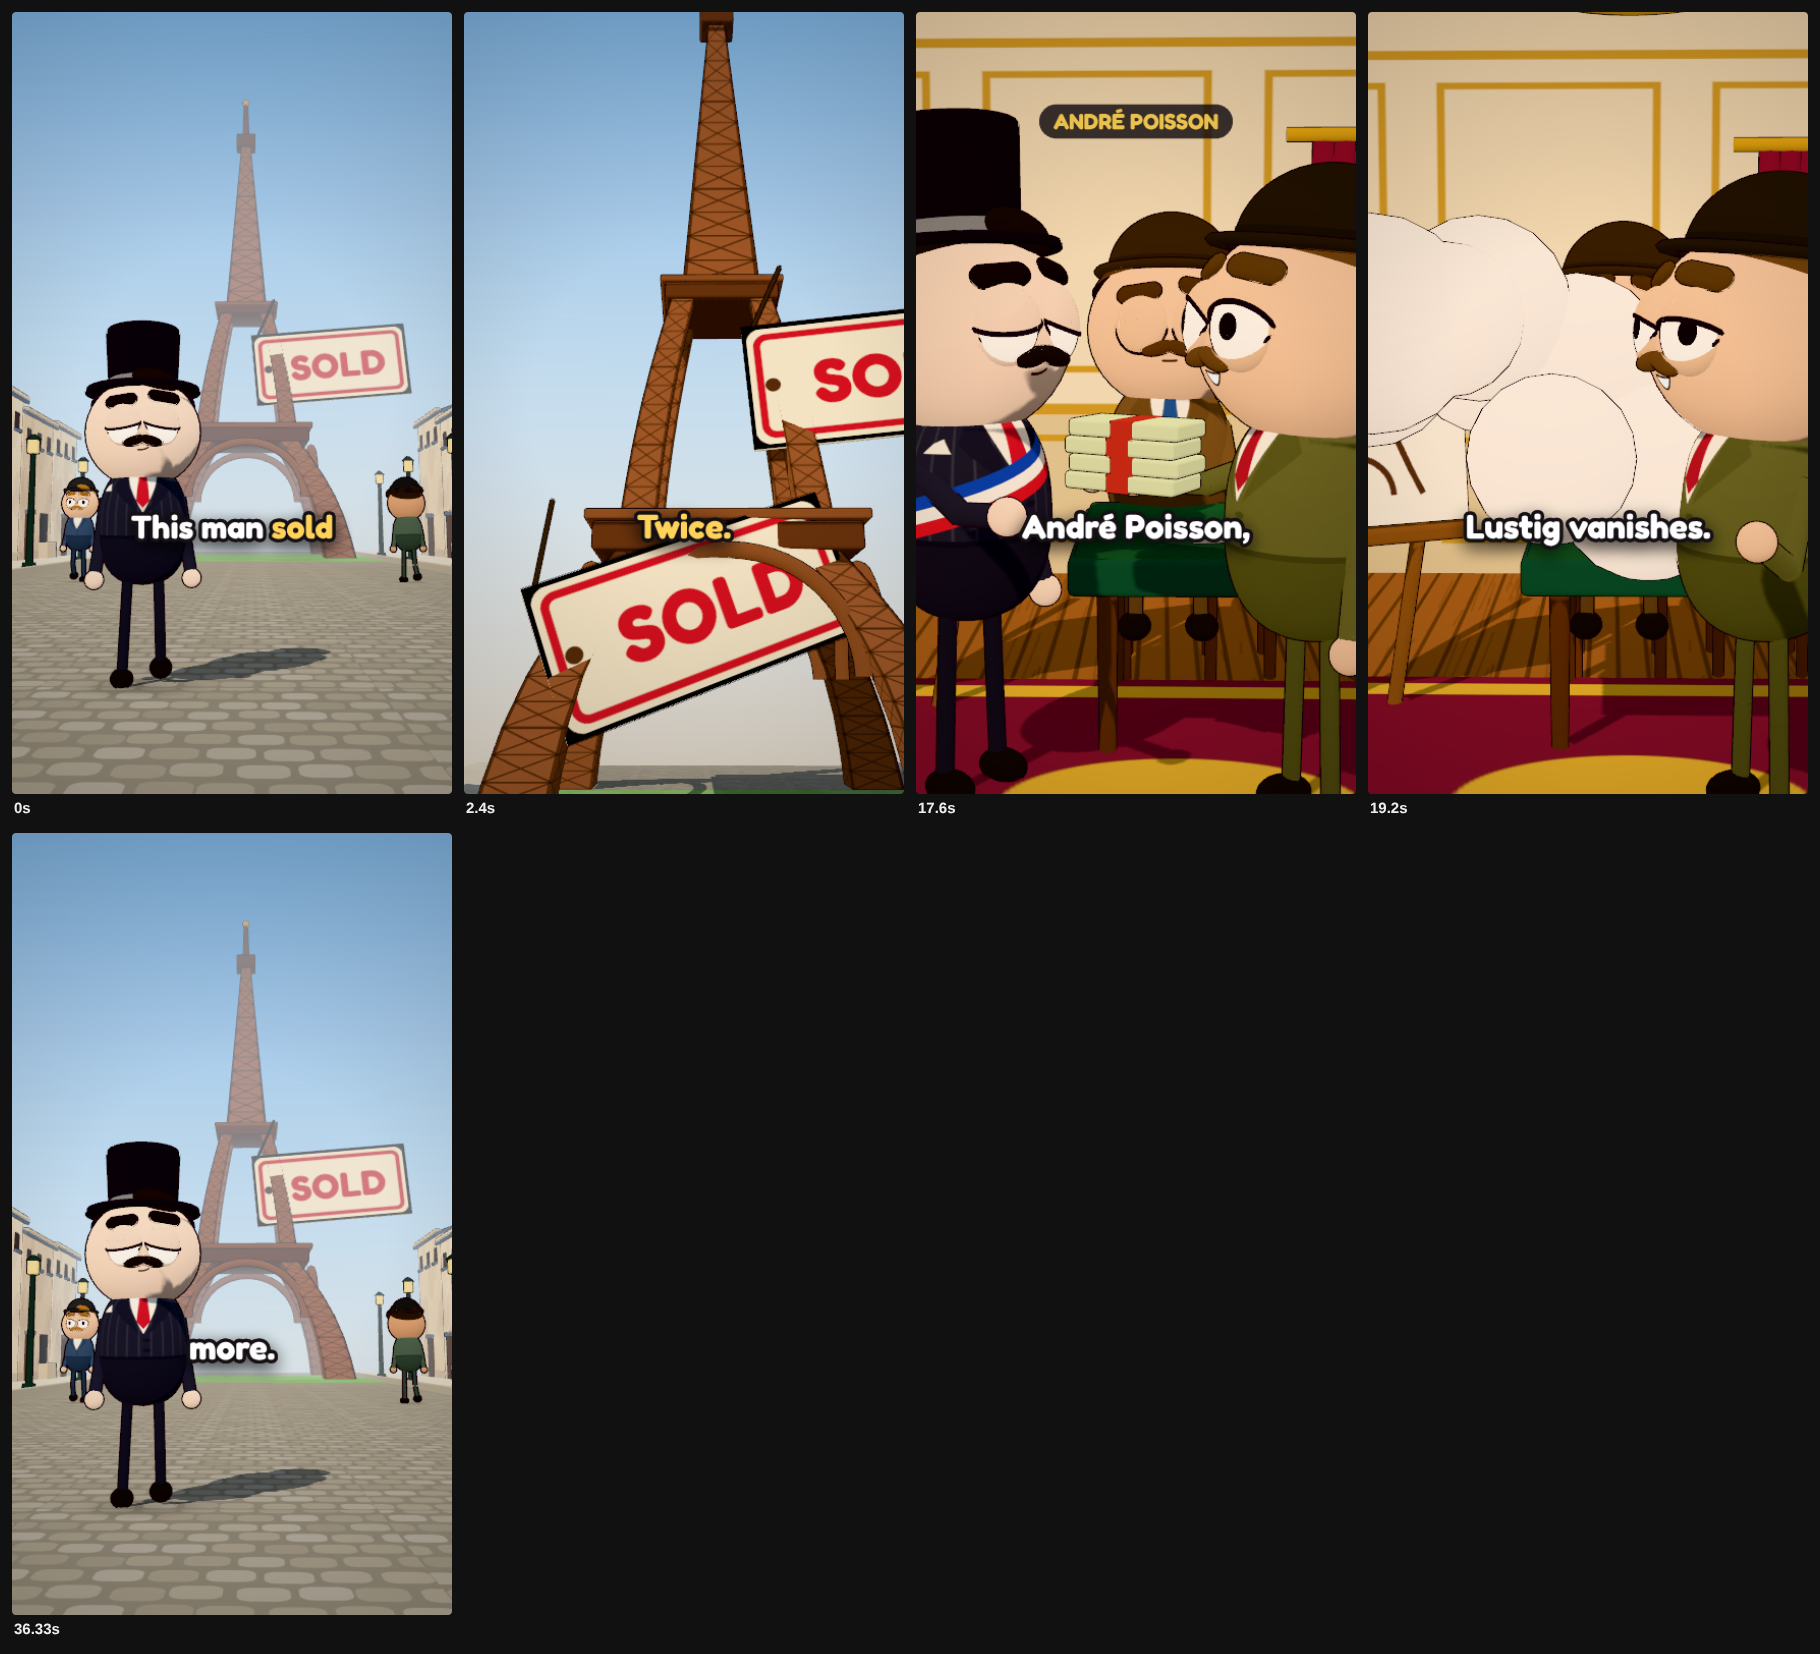 SOLD
This man sold
0s
SO
Twice.
SOLD
2.4s
ANDRÉ POISSON
André Poisson,
17.6s
Lustig vanishes.
19.2s
SOLD
more.
36.33s